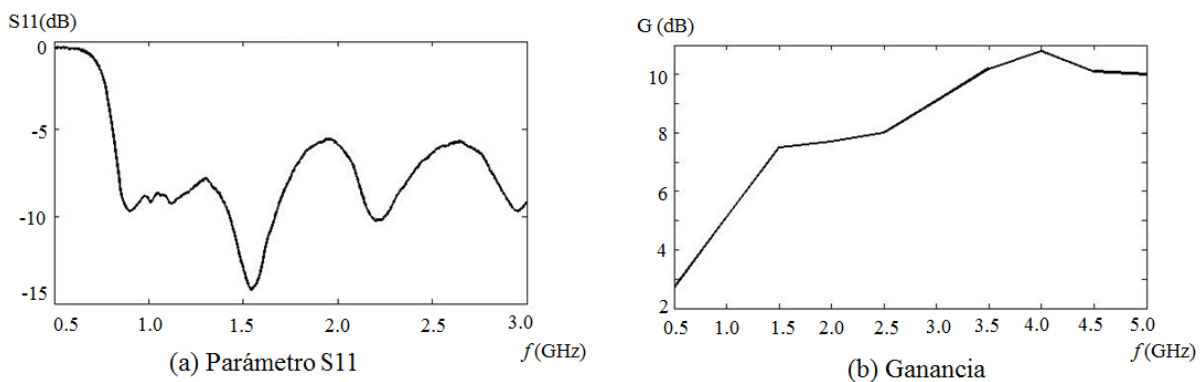 S11(dB)
0
-5
-10
-15
0.5 1.0 1.5 2.0 2.5 3.0
f(GHz)
(a) Parámetro S11
G (dB)
10
8
6
4
2
0.5 1.0 1.5 2.0 2.5 3.0 3.5 4.0 4.5 5.0
f(GHz)
(b) Ganancia